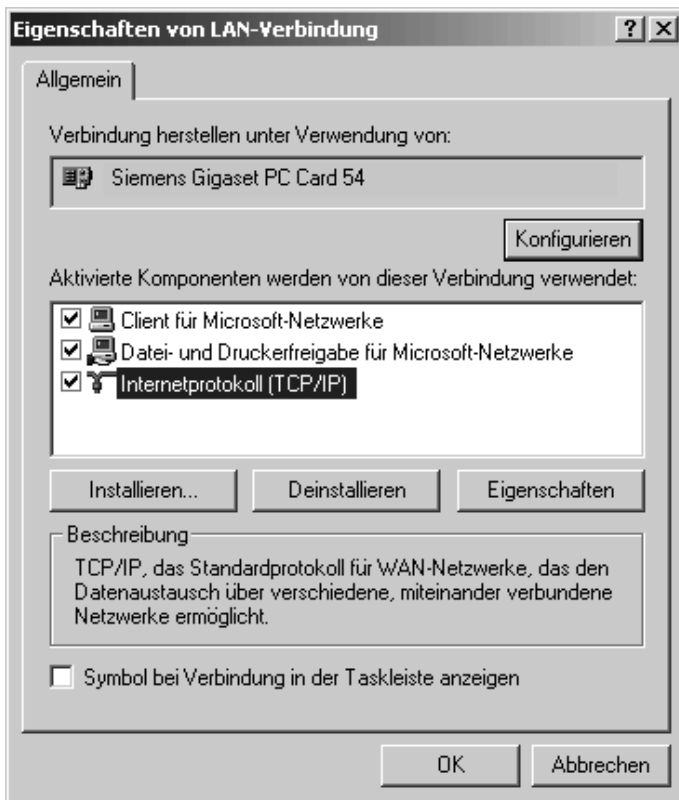 Eigenschaften von LAN-Verbindung
Allgemein
Verbindung herstellen unter Verwendung von:
Siemens Gigaset PC Card 54
Konfigurieren
Aktivierte Komponenten werden von dieser Verbindung verwendet:
Client für Microsoft-Netzwerke
Datei- und Druckerfreigabe für Microsoft-Netzwerke
Internetprotokoll (TCP/IP)
Installieren... Deinstallieren Eigenschaften
Beschreibung
TCP/IP, das Standardprotokoll für WAN-Netzwerke, das den
Datenaustausch über verschiedene, miteinander verbundene
Netzwerke ermöglicht.
Symbol bei Verbindung in der Taskleiste anzeigen
OK Abbrechen